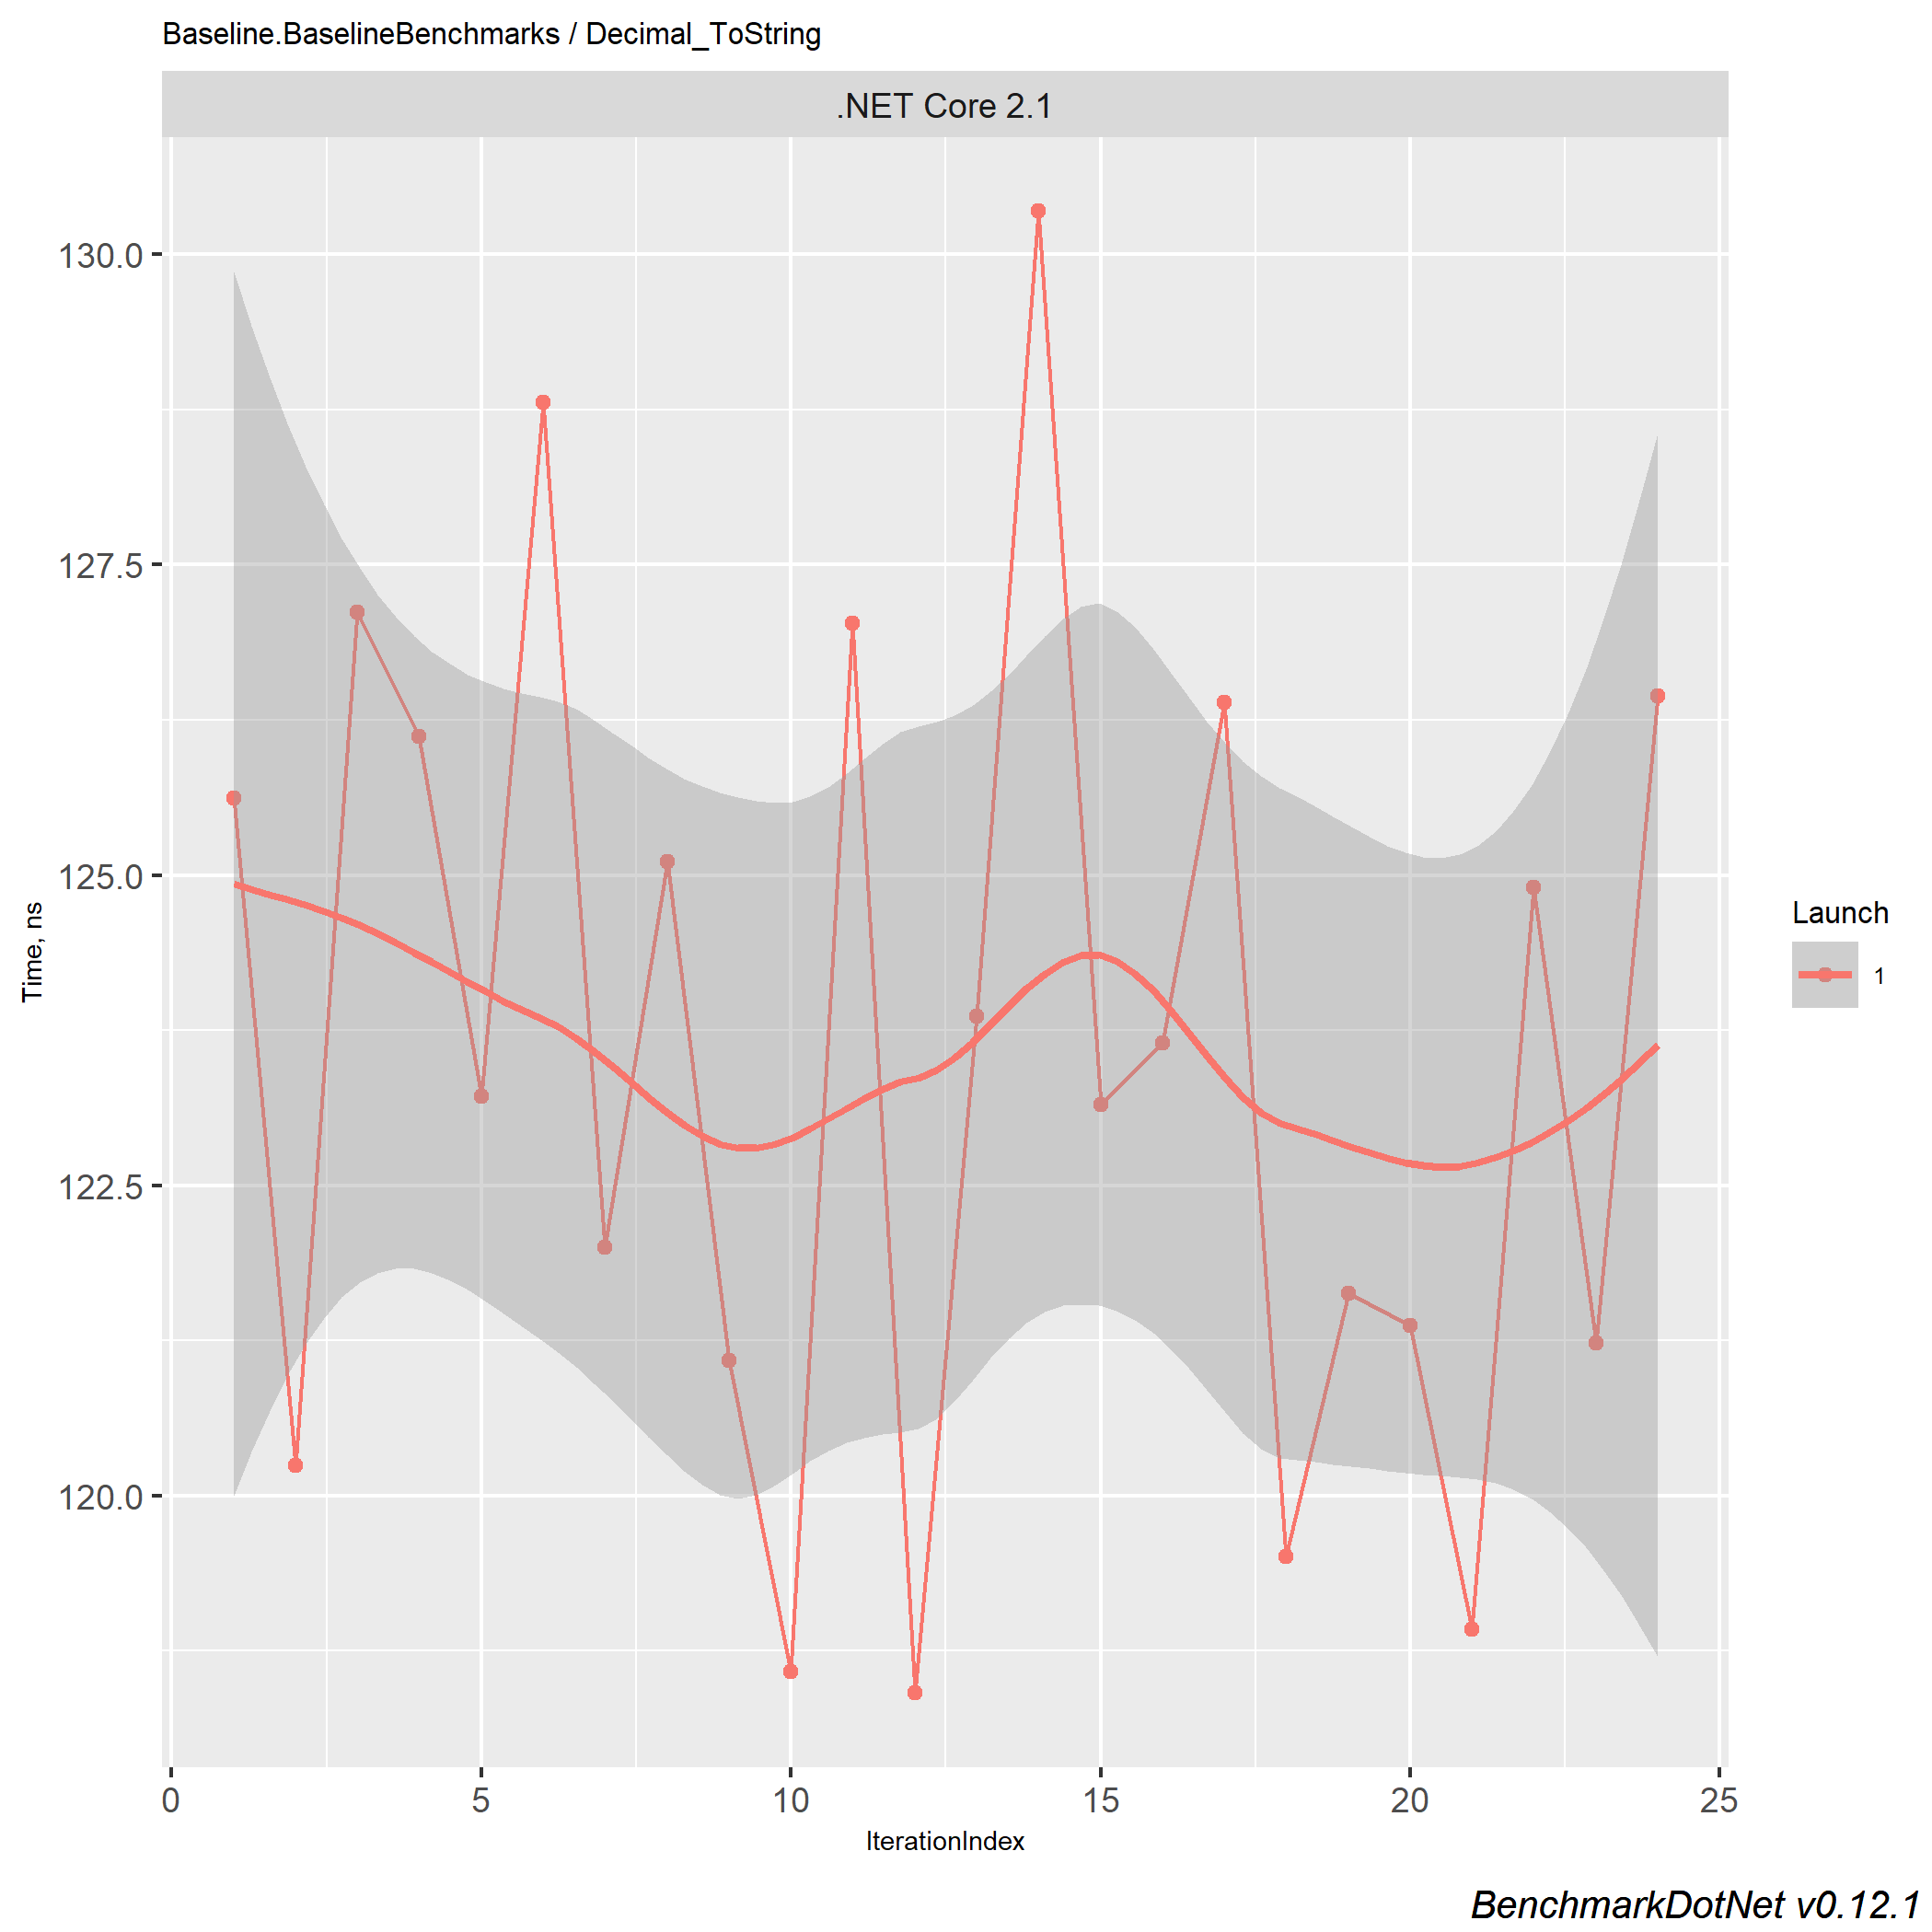 Baseline.BaselineBenchmarks / Decimal_ToString
.NET Core 2.1
130.0
127.5
125.0
122.5
120.0
Time, ns
0 5 10 15 20 25
IterationIndex
Launch
1
BenchmarkDotNet v0.12.1